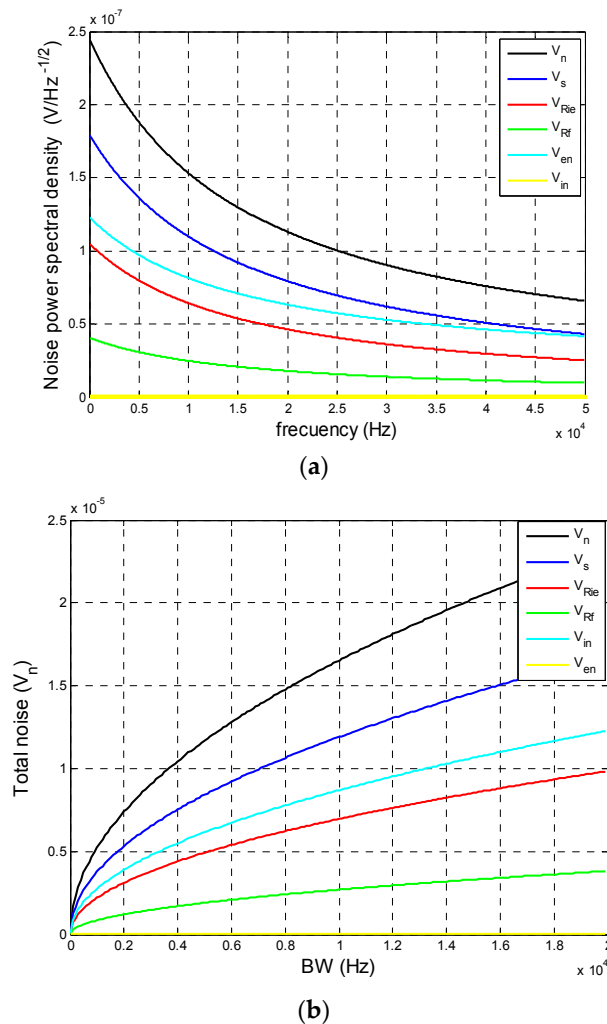 x 10^-7
2.5
2
1.5
1
0.5
0
Noise power spectral density (V/Hz^-1/2)
V_n
V_s
V_Rie
V_Rf
V_en
V_in
0 0.5 1 1.5 2 2.5 3 3.5 4 4.5 5
x 10^4
frecuency (Hz)
(a)
x 10^-5
2.5
2
1.5
1
0.5
0
Total noise (V_n)
V_n
V_s
V_Rie
V_Rf
V_in
V_en
0 0.2 0.4 0.6 0.8 1 1.2 1.4 1.6 1.8 2
x 10^4
BW (Hz)
(b)